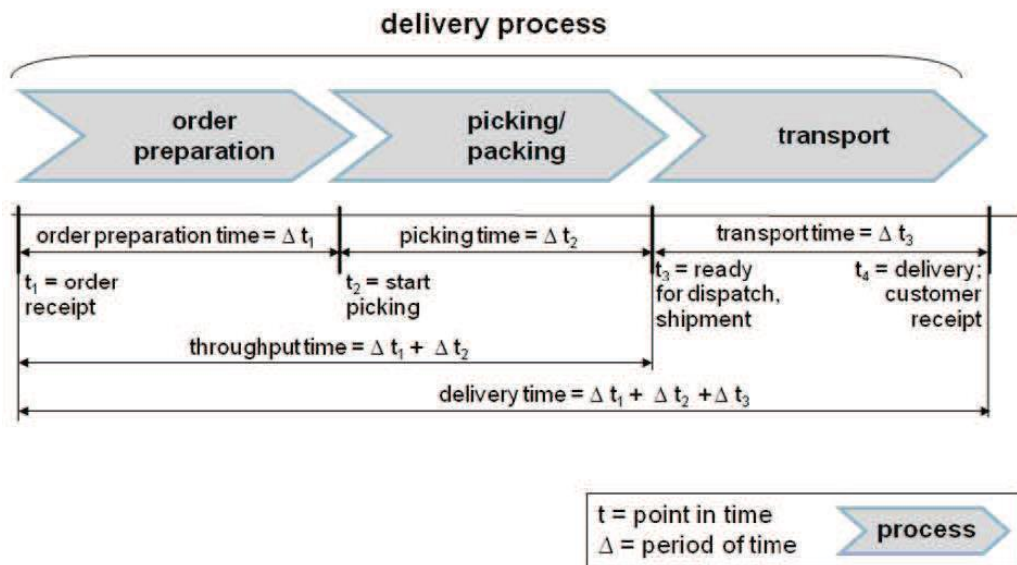 delivery process
order
preparation
picking/
packing
transport
order preparation time = Δ t₁
picking time = Δ t₂
transport time = Δ t₃
t₁ = order
receipt
t₂ = start
picking
t₃ = ready
for dispatch,
shipment
t₄ = delivery;
customer
receipt
throughput time = Δ t₁ + Δ t₂
delivery time = Δ t₁ + Δ t₂ + Δ t₃
t = point in time
Δ = period of time
process